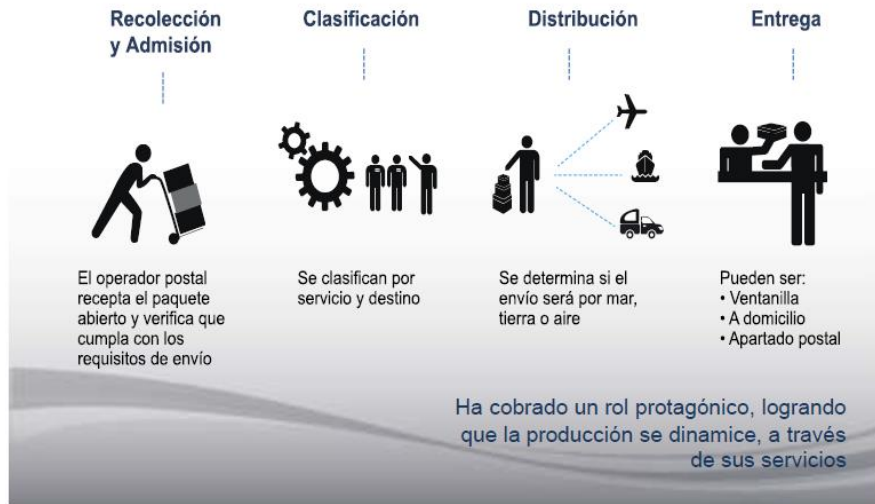 Recolección
y Admisión
Clasificación
Distribución
Entrega
El operador postal
recepta el paquete
abierto y verifica que
cumpla con los
requisitos de envío
Se clasifican por
servicio y destino
Se determina si el
envío será por mar,
tierra o aire
Pueden ser:
• Ventanilla
• A domicilio
• Apartado postal
Ha cobrado un rol protagónico, logrando
que la producción se dinamice, a través
de sus servicios